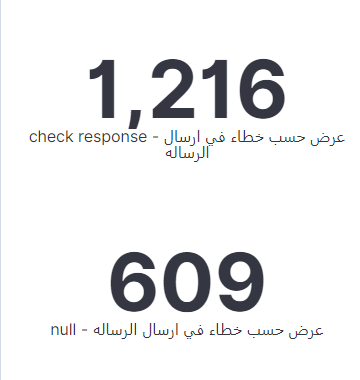 1,216
عرض حسب خطاء في ارسال - check response
الرساله
609
عرض حسب خطاء في ارسال الرساله - null